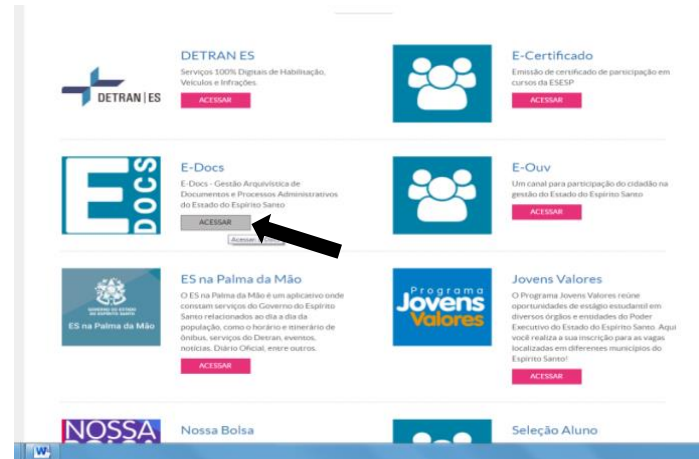 DETRAN ES
Serviços 100% Digitais de Habilitação,
Veículos e Infrações.
ACESSAR
DETRAN|ES
E-Certificado
Emissão de certificado de participação em
cursos da ESESP
ACESSAR
E-Docs
E-Docs - Gestão Arquivística de
Documentos e Processos Administrativos
do Estado do Espírito Santo
ACESSAR
E DOCS
E-Ouv
Um canal para participação do cidadão na
gestão do Estado do Espírito Santo
ACESSAR
ES na Palma da Mão
O ES na Palma da Mão é um aplicativo onde
constam serviços do Governo do Espírito
Santo relacionados ao dia a dia da
população, como o horário e itinerário de
ônibus, serviços do Detran, eventos,
notícias, Diário Oficial, entre outros.
ACESSAR
GOVERNO DO ESTADO
DO ESPÍRITO SANTO
ES na Palma da Mão
Programa
Jovens
Valores
Jovens Valores
O Programa Jovens Valores reúne
oportunidades de estágio estudantil em
diversos órgãos e entidades do Poder
Executivo do Estado do Espírito Santo. Aqui
você realiza a sua inscrição para as vagas
localizadas em diferentes municípios do
Espírito Santo!
ACESSAR
NOSSA
Nossa Bolsa
Seleção Aluno
W